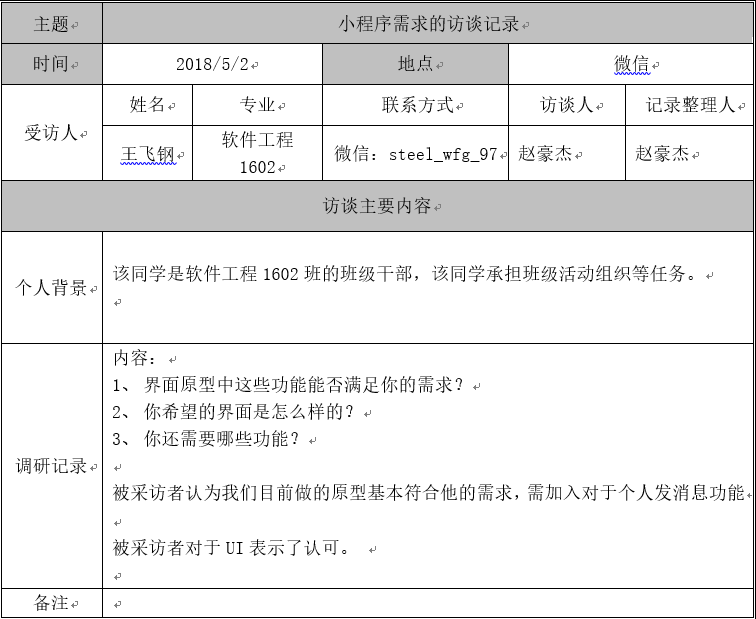 主题 小程序需求的访谈记录
时间 2018/5/2 地点 微信
受访人 姓名 专业 联系方式 访谈人 记录整理人
王飞钢 软件工程 1602 微信：steel_wfg_97 赵豪杰 赵豪杰
访谈主要内容
个人背景 该同学是软件工程 1602 班的班级干部，该同学承担班级活动组织等任务。
调研记录 内容：
1、 界面原型中这些功能能否满足你的需求？
2、 你希望的界面是怎么样的？
3、 你还需要哪些功能？
被采访者认为我们目前做的原型基本符合他的需求，需加入对于个人发消息功能
被采访者对于 UI 表示了认可。
备注